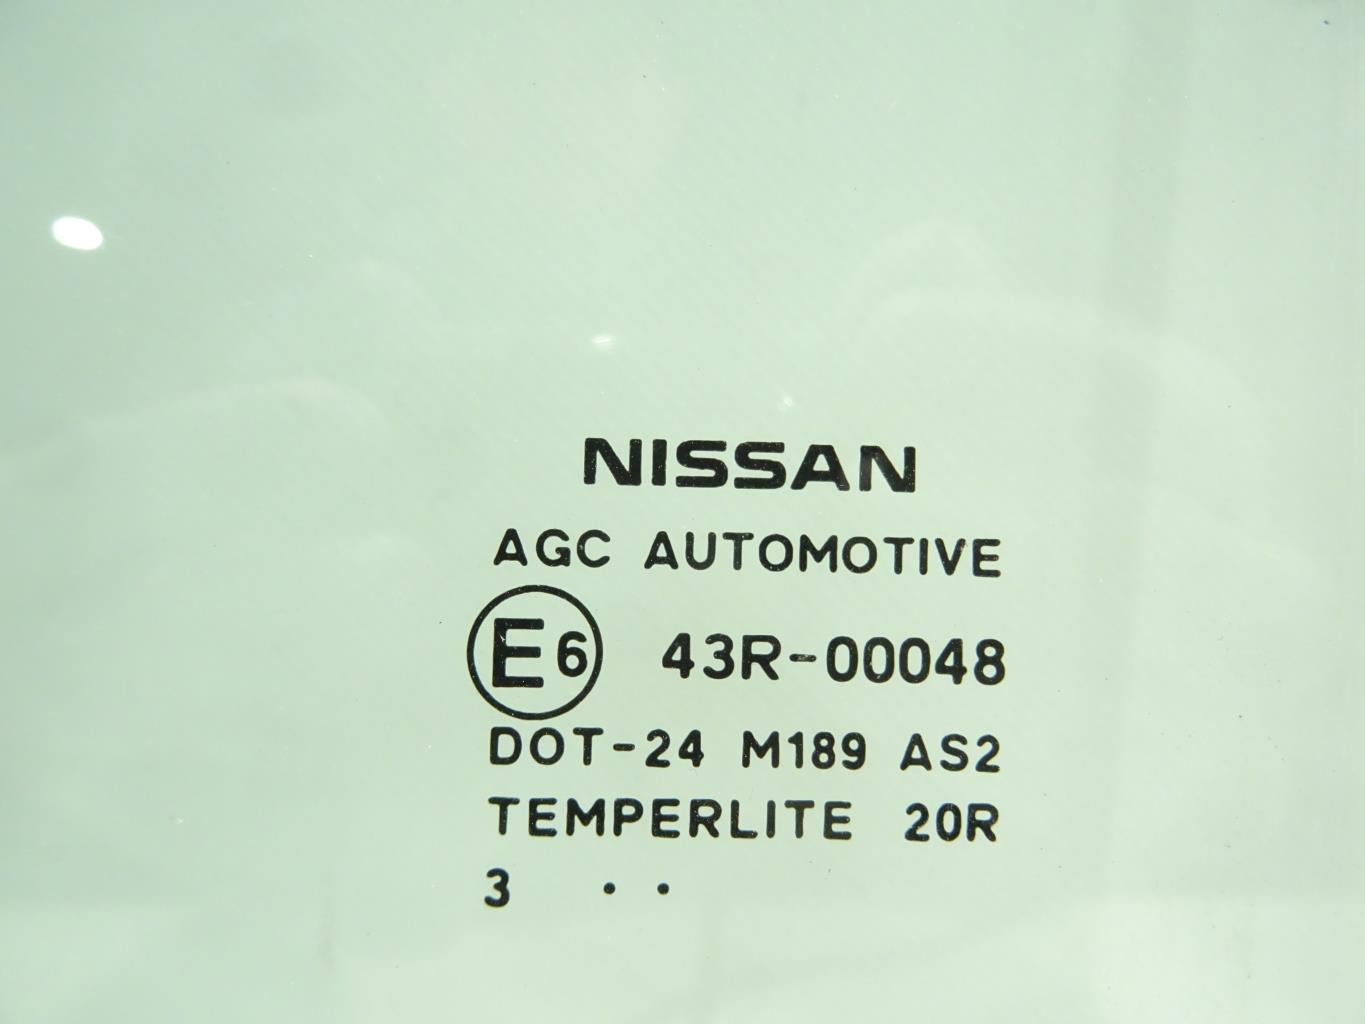 NISSAN
AGC AUTOMOTIVE
E6 43R-00048
DOT-24 M189 AS2
TEMPERLITE 20R
3 • •